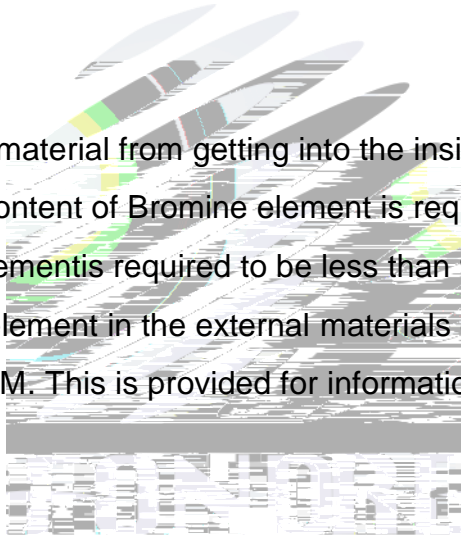 material from getting into the insi
ontent of Bromine element is req
ementis required to be less than
lement in the external materials
M. This is provided for informatio